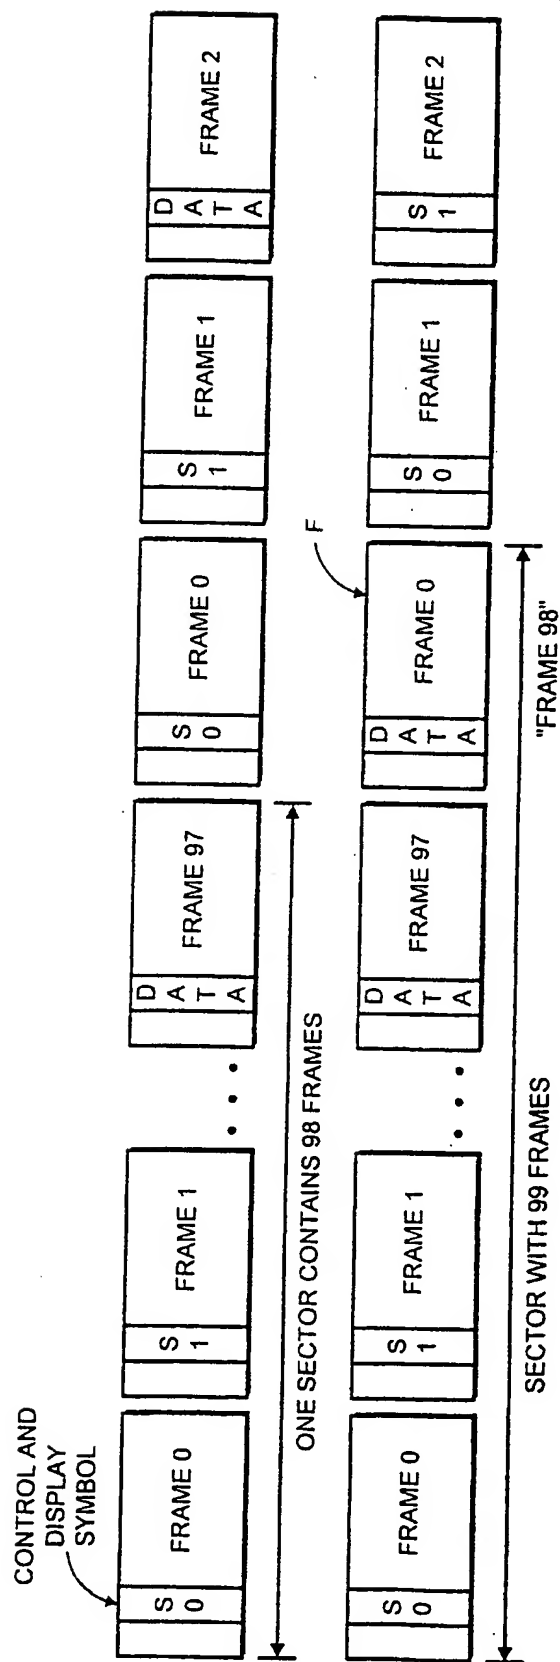 CONTROL AND
DISPLAY
SYMBOL
S
0
FRAME 0
S
1
FRAME 1
. . .
D
A
T
A
FRAME 97
S
0
FRAME 0
S
1
FRAME 1
D
A
T
A
FRAME 2
ONE SECTOR CONTAINS 98 FRAMES
F
S
0
FRAME 0
S
1
FRAME 1
. . .
D
A
T
A
FRAME 97
D
A
T
A
FRAME 0
S
0
FRAME 1
S
1
FRAME 2
SECTOR WITH 99 FRAMES
"FRAME 98"